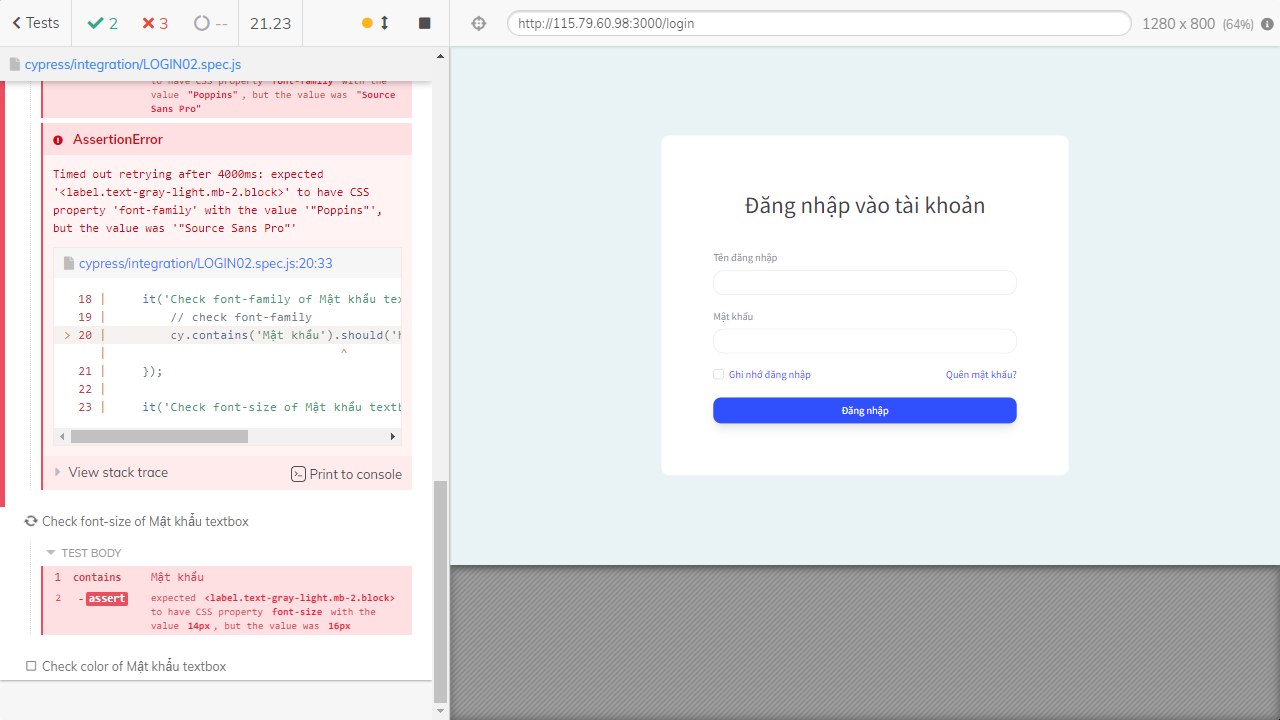 Tests
2
3
--
21.23
http://115.79.60.98:3000/login
1280 x 800 (64%)
cypress/integration/LOGIN02.spec.js
to have CSS property font-family with the
value "Poppins", but the value was "Source
Sans Pro"
AssertionError
Timed out retrying after 4000ms: expected
'<label.text-gray-light.mb-2.block>' to have CSS
property 'font-family' with the value '"Poppins"',
but the value was '"Source Sans Pro"'
cypress/integration/LOGIN02.spec.js:20:33
18 | it('Check font-family of Mật khẩu tex
19 | // check font-family
> 20 | cy.contains('Mật khẩu').should('h
| ^
21 | });
22 |
23 | it('Check font-size of Mật khẩu textb
View stack trace
Print to console
Check font-size of Mật khẩu textbox
TEST BODY
1 contains Mật khẩu
2 -assert expected <label.text-gray-light.mb-2.block>
to have CSS property font-size with the
value 14px, but the value was 16px
Check color of Mật khẩu textbox
Đăng nhập vào tài khoản
Tên đăng nhập
Mật khẩu
Ghi nhớ đăng nhập
Quên mật khẩu?
Đăng nhập